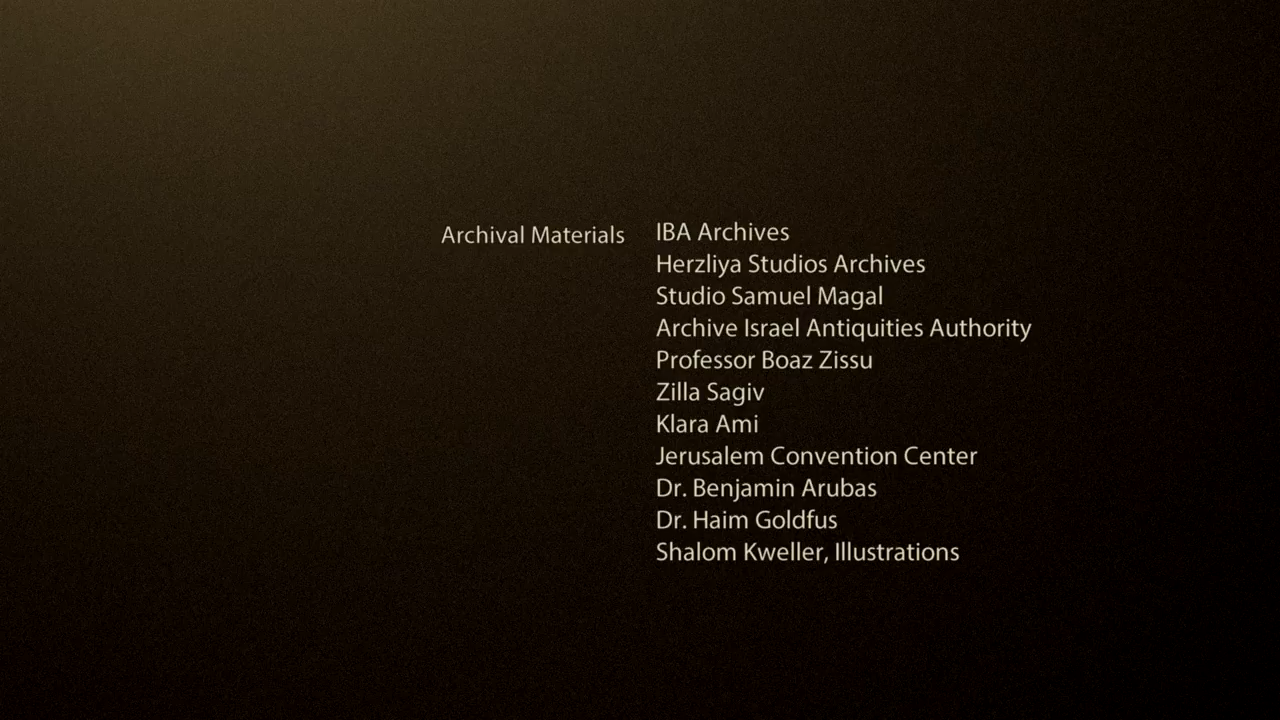 Archival Materials
IBA Archives
Herzliya Studios Archives
Studio Samuel Magal
Archive Israel Antiquities Authority
Professor Boaz Zissu
Zilla Sagiv
Klara Ami
Jerusalem Convention Center
Dr. Benjamin Arubas
Dr. Haim Goldfus
Shalom Kweller, Illustrations